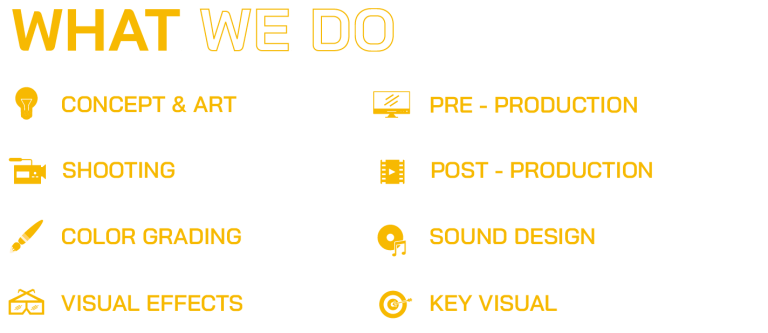 WHAT WE DO
CONCEPT & ART
PRE - PRODUCTION
SHOOTING
POST - PRODUCTION
COLOR GRADING
SOUND DESIGN
VISUAL EFFECTS
KEY VISUAL